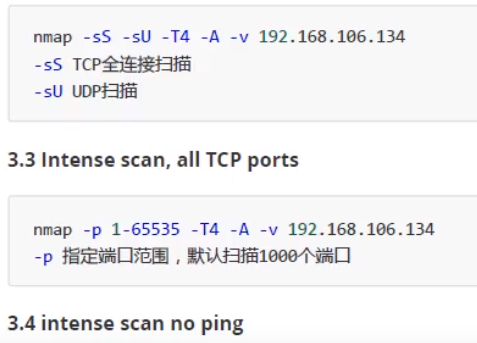 nmap -sS -sU -T4 -A -v 192.168.106.134
-sS TCP全连接扫描
-sU UDP扫描
3.3 Intense scan, all TCP ports
nmap -p 1-65535 -T4 -A -v 192.168.106.134
-p 指定端口范围，默认扫描1000个端口
3.4 intense scan no ping